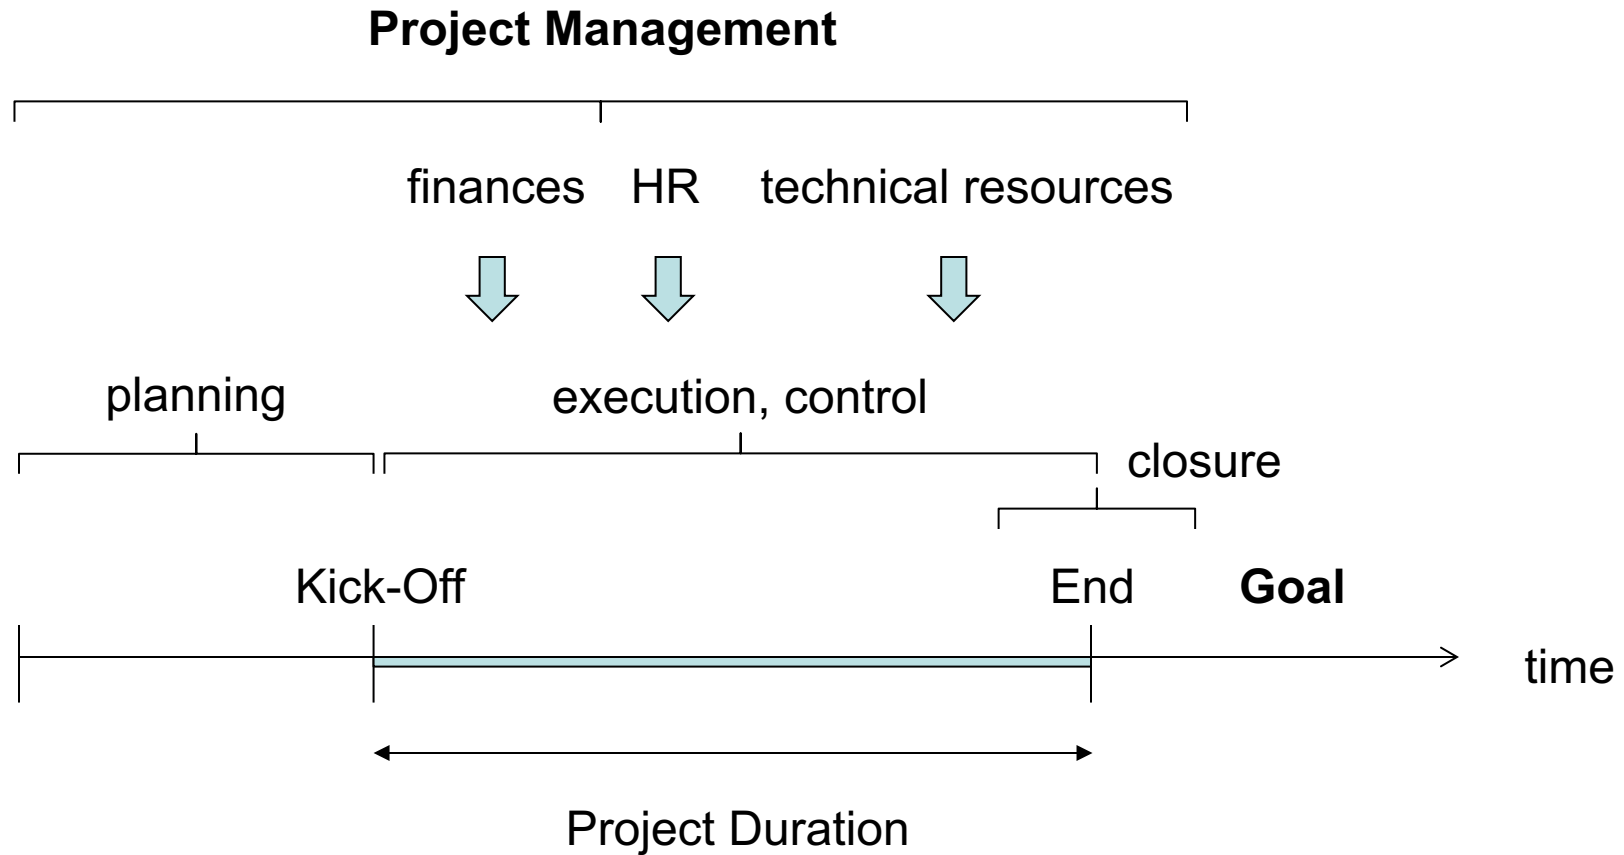 Project Management
finances HR technical resources
planning execution, control
closure
Kick-Off End Goal
time
Project Duration